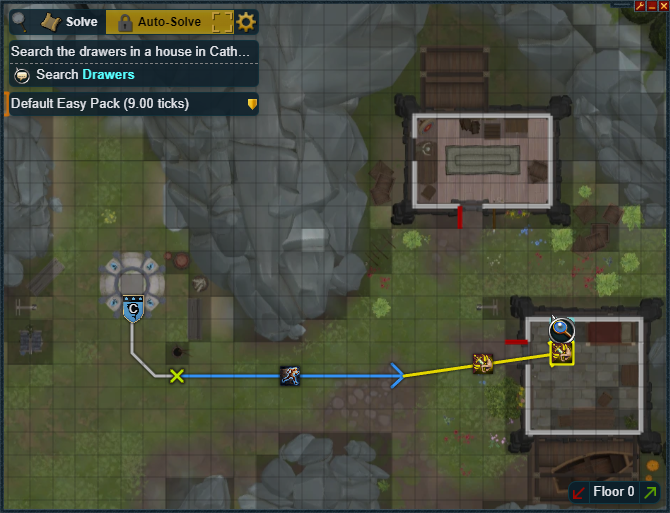 Solve
Auto-Solve
Search the drawers in a house in Cath...
Search Drawers
Default Easy Pack (9.00 ticks)
C
Floor 0